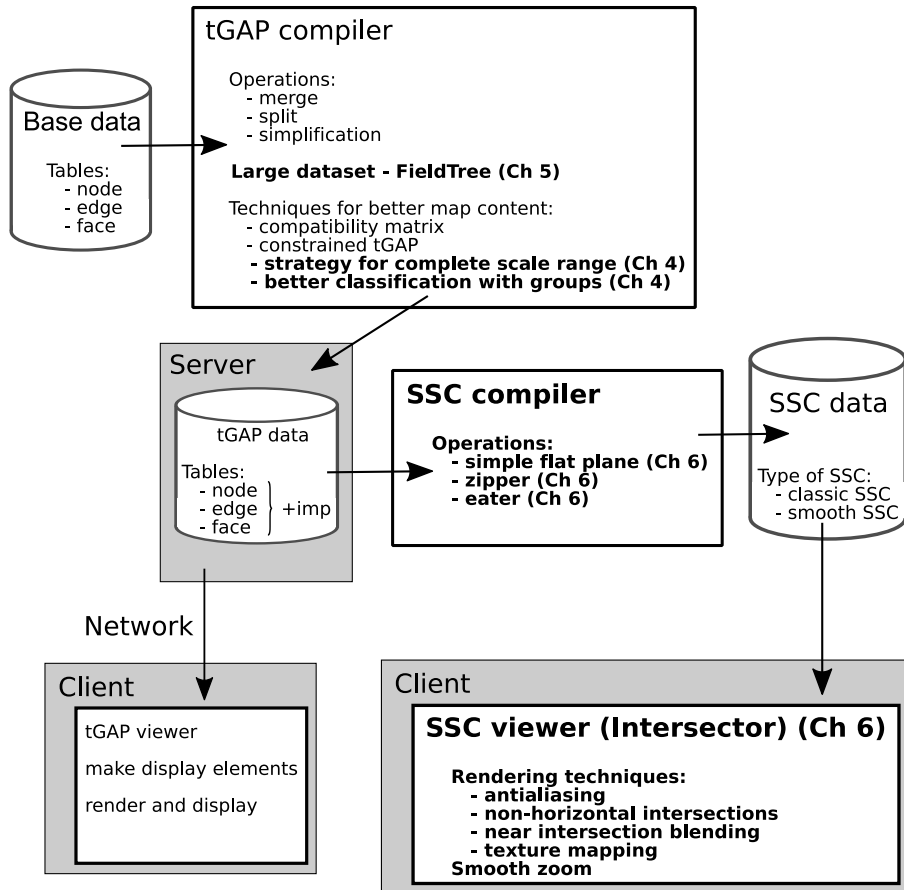 tGAP compiler
Operations:
- merge
- split
- simplification
Large dataset - FieldTree (Ch 5)
Techniques for better map content:
- compatibility matrix
- constrained tGAP
- strategy for complete scale range (Ch 4)
- better classification with groups (Ch 4)
Base data
Tables:
- node
- edge
- face
Server
tGAP data
Tables:
- node
- edge
- face
} +imp
SSC compiler
Operations:
- simple flat plane (Ch 6)
- zipper (Ch 6)
- eater (Ch 6)
SSC data
Type of SSC:
- classic SSC
- smooth SSC
Network
Client
tGAP viewer
make display elements
render and display
Client
SSC viewer (Intersector) (Ch 6)
Rendering techniques:
- antialiasing
- non-horizontal intersections
- near intersection blending
- texture mapping
Smooth zoom